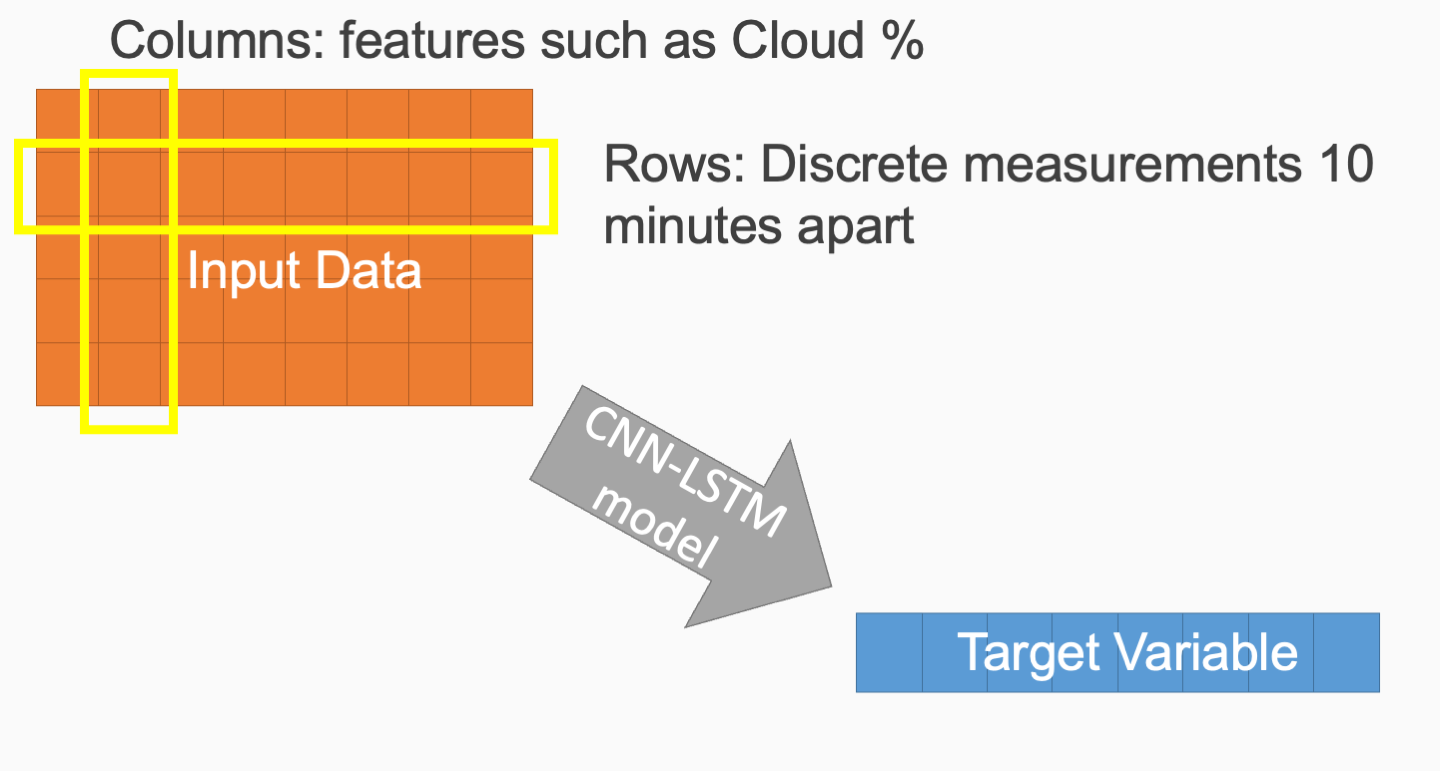 Columns: features such as Cloud %
Rows: Discrete measurements 10
minutes apart
Input Data
CNN-LSTM
model
Target Variable